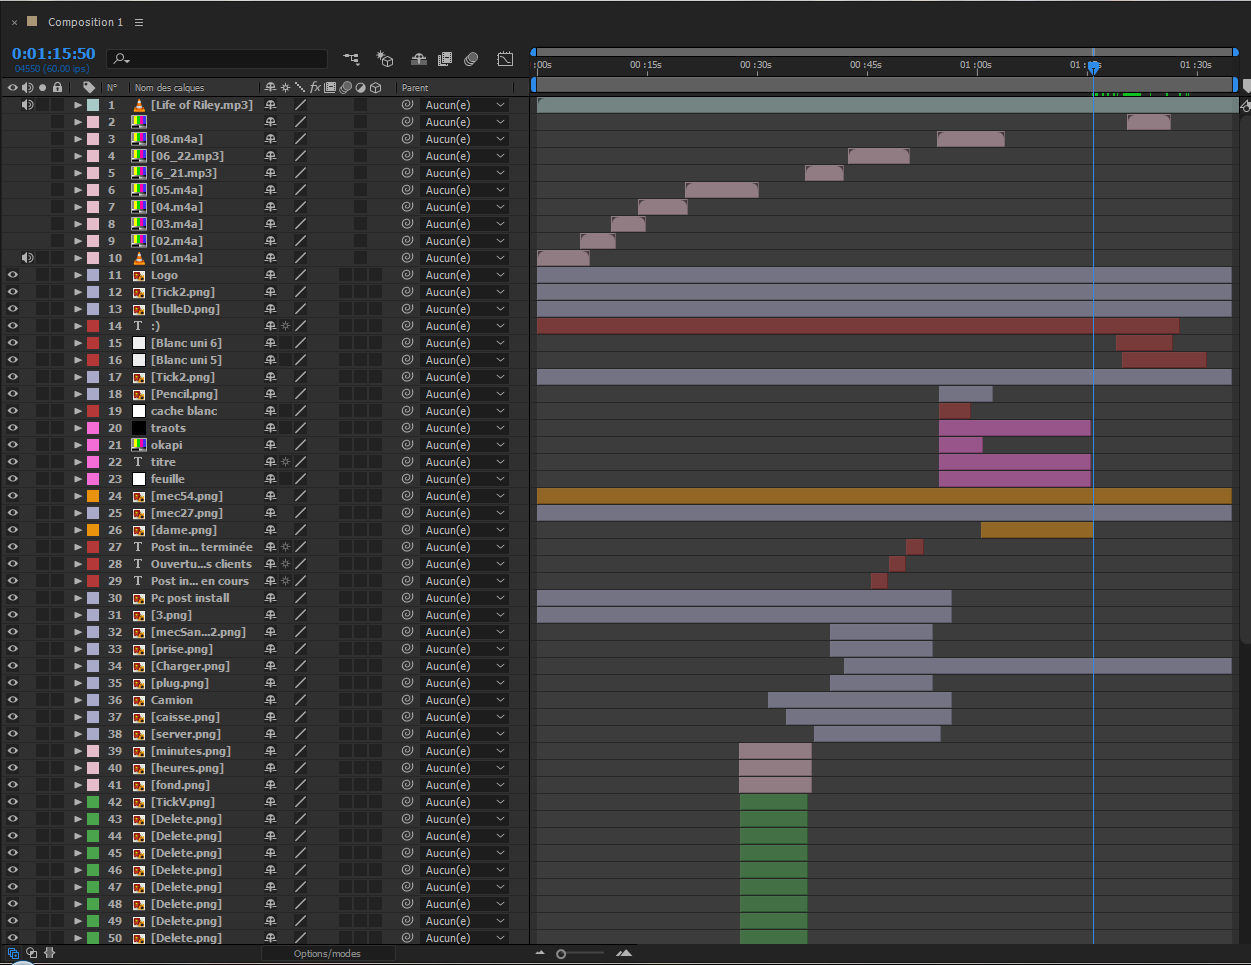 Composition 1
0:01:15:50
04550 (60.00 ips)
:00s 00:15s 00:30s 00:45s 01:00s 01:30s
N° Nom des calques fx Parent
1 [Life of Riley.mp3] Aucun(e)
2 Aucun(e)
3 [08.m4a] Aucun(e)
4 [06_22.mp3] Aucun(e)
5 [6_21.mp3] Aucun(e)
6 [05.m4a] Aucun(e)
7 [04.m4a] Aucun(e)
8 [03.m4a] Aucun(e)
9 [02.m4a] Aucun(e)
10 [01.m4a] Aucun(e)
11 Logo Aucun(e)
12 [Tick2.png] Aucun(e)
13 [bulleD.png] Aucun(e)
14 T :) Aucun(e)
15 [Blanc uni 6] Aucun(e)
16 [Blanc uni 5] Aucun(e)
17 [Tick2.png] Aucun(e)
18 [Pencil.png] Aucun(e)
19 cache blanc Aucun(e)
20 traots Aucun(e)
21 okapi Aucun(e)
22 T titre Aucun(e)
23 feuille Aucun(e)
24 [mec54.png] Aucun(e)
25 [mec27.png] Aucun(e)
26 [dame.png] Aucun(e)
27 T Post in... terminée Aucun(e)
28 T Ouvertu...s clients Aucun(e)
29 T Post in... en cours Aucun(e)
30 Pc post install Aucun(e)
31 [3.png] Aucun(e)
32 [mecSan...2.png] Aucun(e)
33 [prise.png] Aucun(e)
34 [Charger.png] Aucun(e)
35 [plug.png] Aucun(e)
36 Camion Aucun(e)
37 [caisse.png] Aucun(e)
38 [server.png] Aucun(e)
39 [minutes.png] Aucun(e)
40 [heures.png] Aucun(e)
41 [fond.png] Aucun(e)
42 [TickV.png] Aucun(e)
43 [Delete.png] Aucun(e)
44 [Delete.png] Aucun(e)
45 [Delete.png] Aucun(e)
46 [Delete.png] Aucun(e)
47 [Delete.png] Aucun(e)
48 [Delete.png] Aucun(e)
49 [Delete.png] Aucun(e)
50 [Delete.png] Aucun(e)
Options/modes